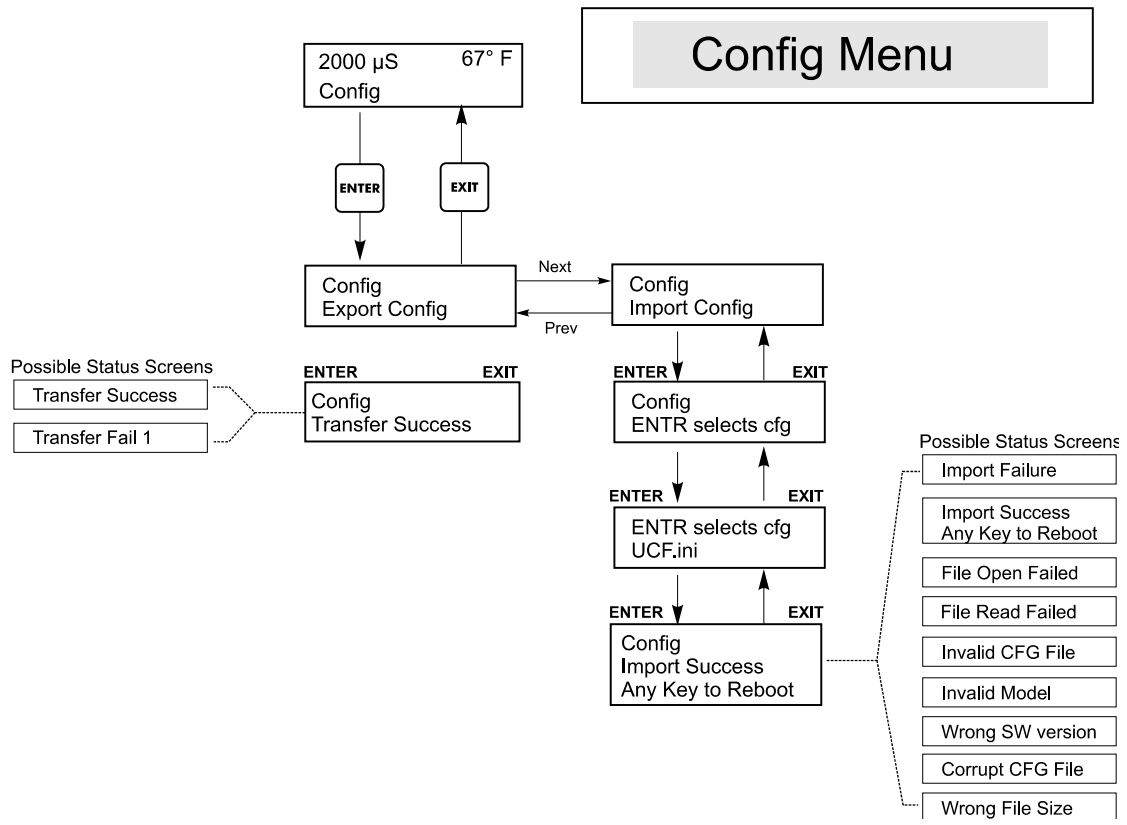 Config Menu
2000 µS 67° F
Config
ENTER
EXIT
Config
Export Config
Next
Prev
Config
Import Config
Possible Status Screens
Transfer Success
Transfer Fail 1
ENTER EXIT
Config
Transfer Success
ENTER EXIT
Config
ENTR selects cfg
ENTER EXIT
ENTR selects cfg
UCF.ini
ENTER EXIT
Config
Import Success
Any Key to Reboot
Possible Status Screens
Import Failure
Import Success
Any Key to Reboot
File Open Failed
File Read Failed
Invalid CFG File
Invalid Model
Wrong SW version
Corrupt CFG File
Wrong File Size